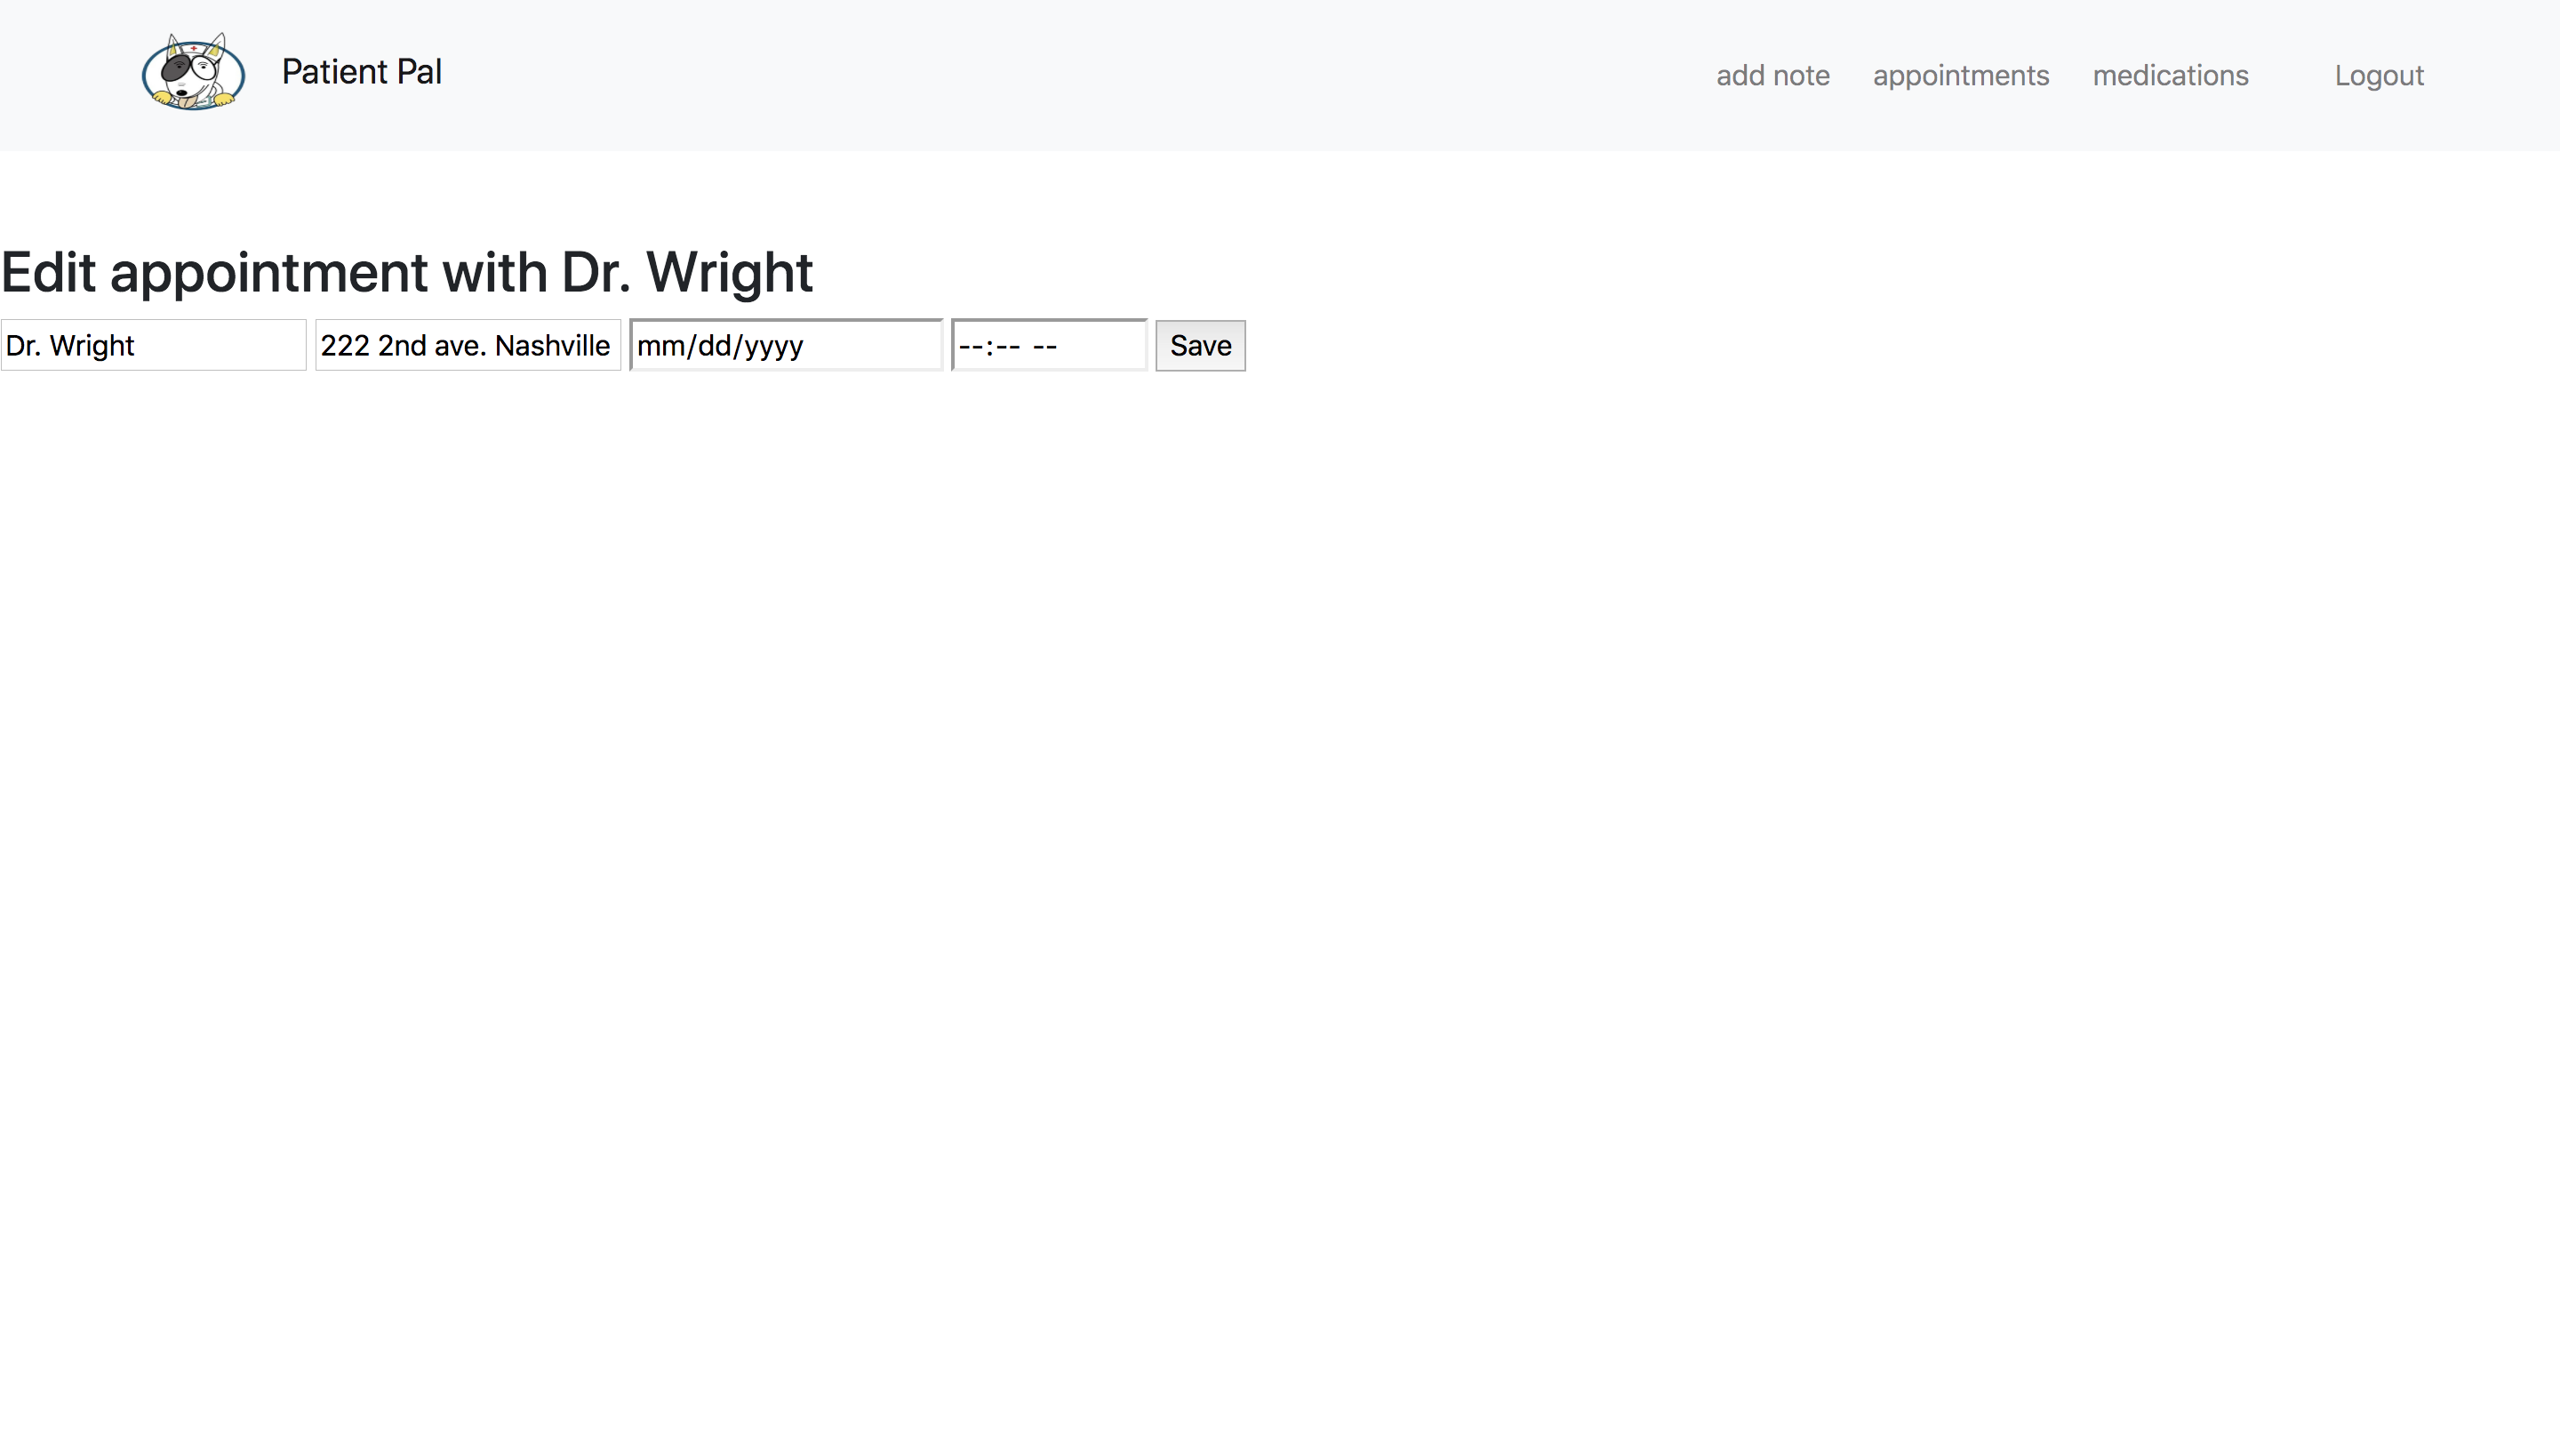 Patient Pal add note appointments medications Logout
Edit appointment with Dr. Wright
Dr. Wright 222 2nd ave. Nashville mm/dd/yyyy --:-- -- Save